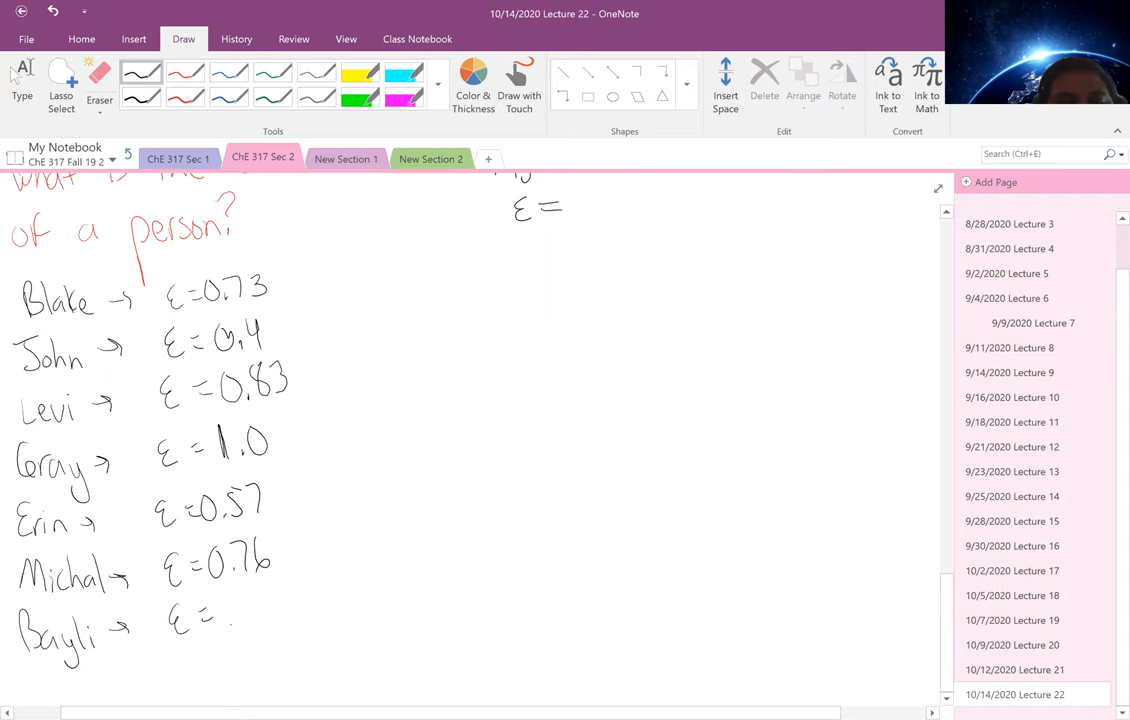 10/14/2020 Lecture 22 - OneNote
File Home Insert Draw History Review View Class Notebook
Type
Lasso Select
Eraser
Color & Thickness
Draw with Touch
Insert Space
Delete
Arrange
Rotate
Ink to Text
Ink to Math
Tools
Shapes
Edit
Convert
My Notebook
ChE 317 Fall 19 2
ChE 317 Sec 1
ChE 317 Sec 2
New Section 1
New Section 2
+
Search (Ctrl+E)
what is the
of a person?
ε=
Blake → ε=0.73
John → ε=0.4
Levi → ε=0.83
Gray → ε=1.0
Erin → ε=0.57
Michal → ε=0.76
Bayli → ε= .
Add Page
8/28/2020 Lecture 3
8/31/2020 Lecture 4
9/2/2020 Lecture 5
9/4/2020 Lecture 6
9/9/2020 Lecture 7
9/11/2020 Lecture 8
9/14/2020 Lecture 9
9/16/2020 Lecture 10
9/18/2020 Lecture 11
9/21/2020 Lecture 12
9/23/2020 Lecture 13
9/25/2020 Lecture 14
9/28/2020 Lecture 15
9/30/2020 Lecture 16
10/2/2020 Lecture 17
10/5/2020 Lecture 18
10/7/2020 Lecture 19
10/9/2020 Lecture 20
10/12/2020 Lecture 21
10/14/2020 Lecture 22